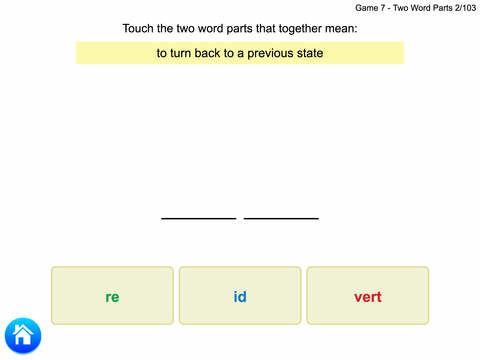 Game 7 - Two Word Parts 2/103
Touch the two word parts that together mean:
to turn back to a previous state
re
id
vert